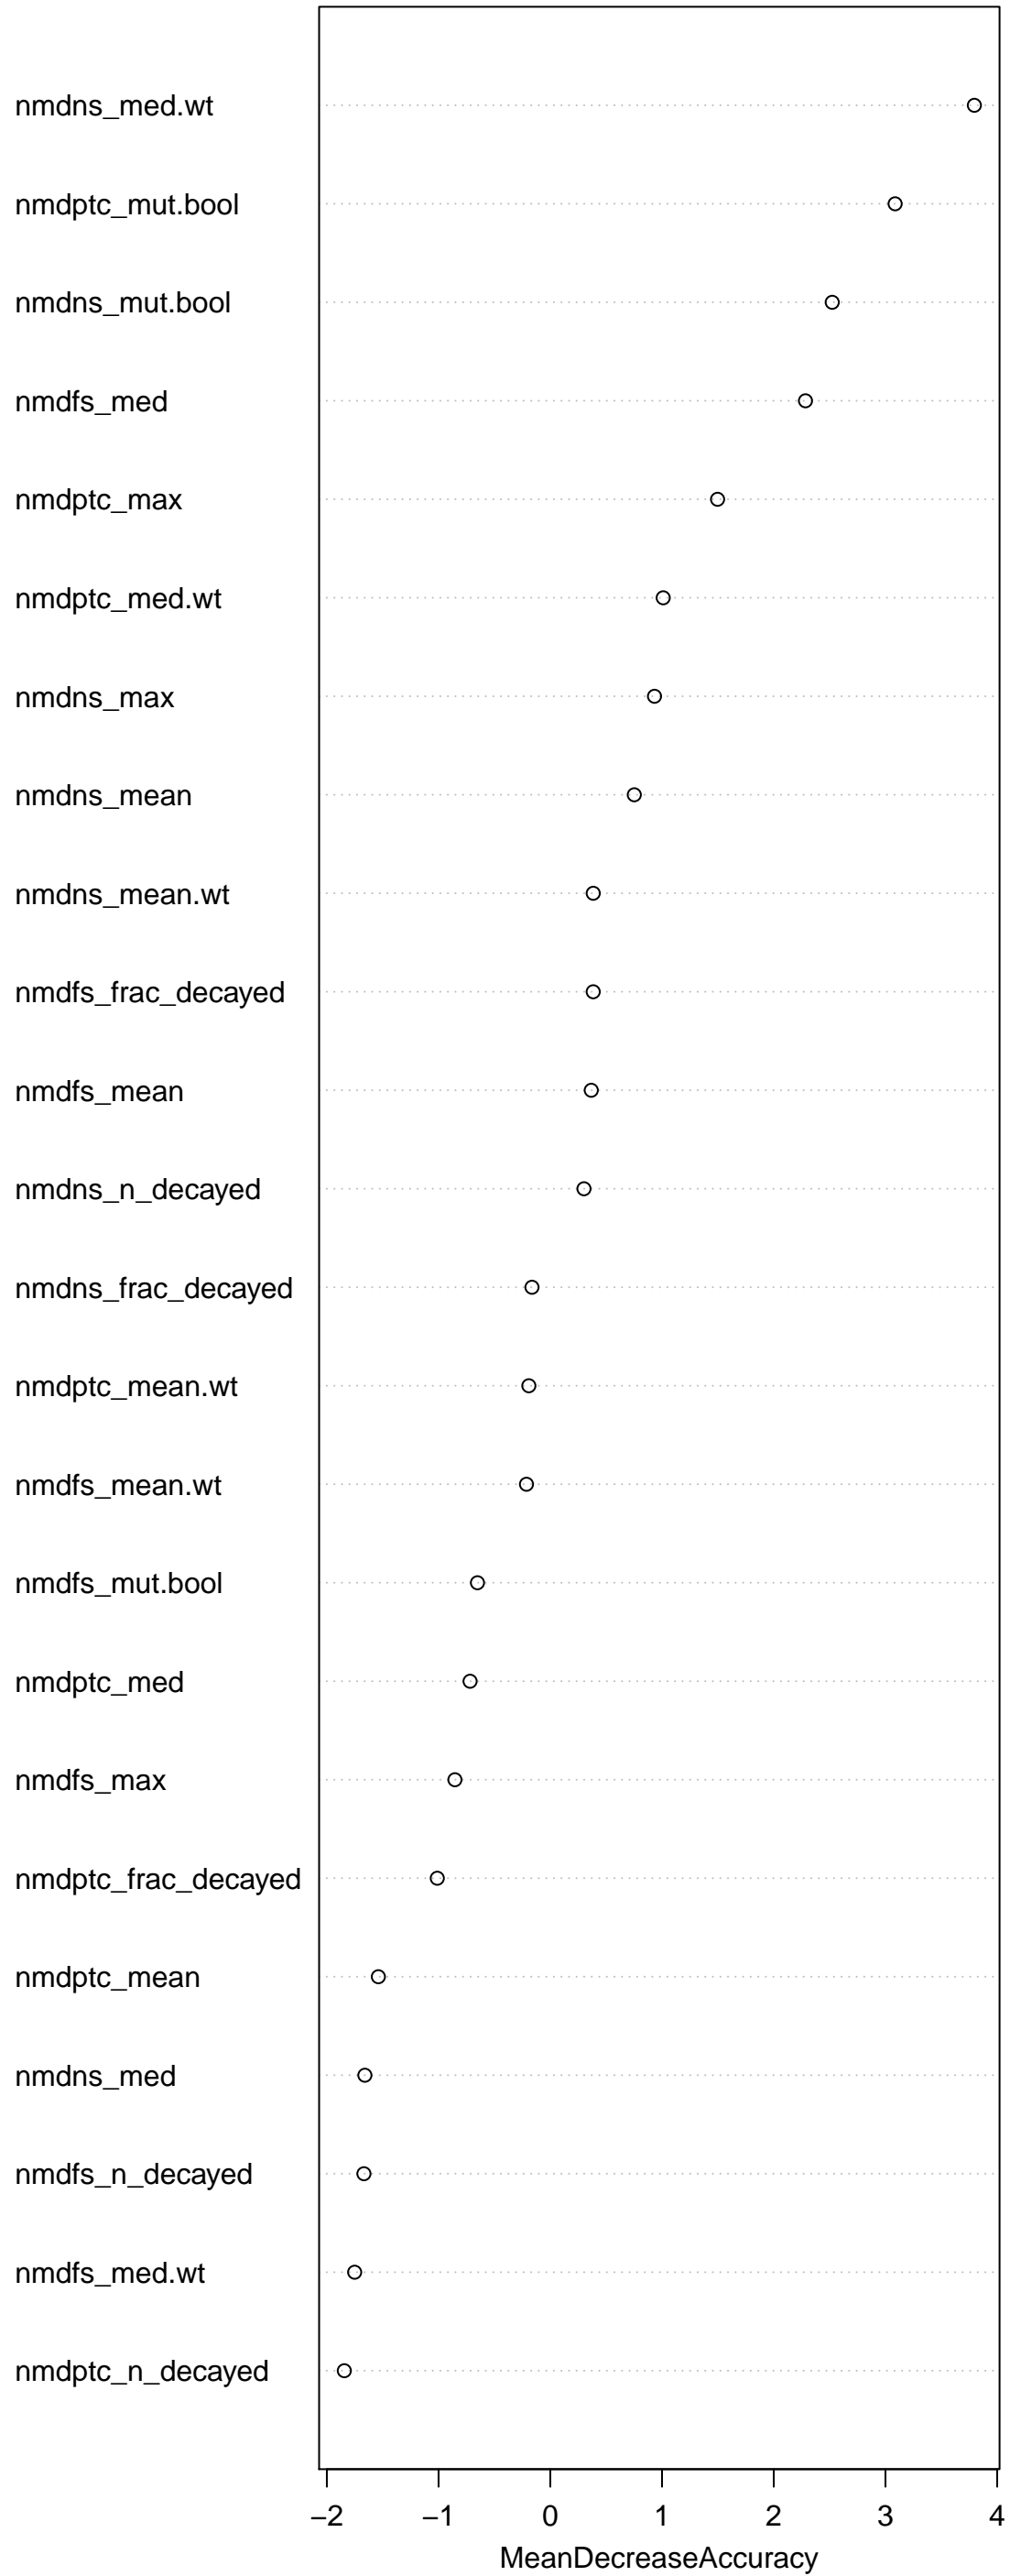 nmdns_med.wt
nmdptc_mut.bool
nmdns_mut.bool
nmdfs_med
nmdptc_max
nmdptc_med.wt
nmdns_max
nmdns_mean
nmdns_mean.wt
nmdfs_frac_decayed
nmdfs_mean
nmdns_n_decayed
nmdns_frac_decayed
nmdptc_mean.wt
nmdfs_mean.wt
nmdfs_mut.bool
nmdptc_med
nmdfs_max
nmdptc_frac_decayed
nmdptc_mean
nmdns_med
nmdfs_n_decayed
nmdfs_med.wt
nmdptc_n_decayed
−2 −1 0 1 2 3 4
MeanDecreaseAccuracy